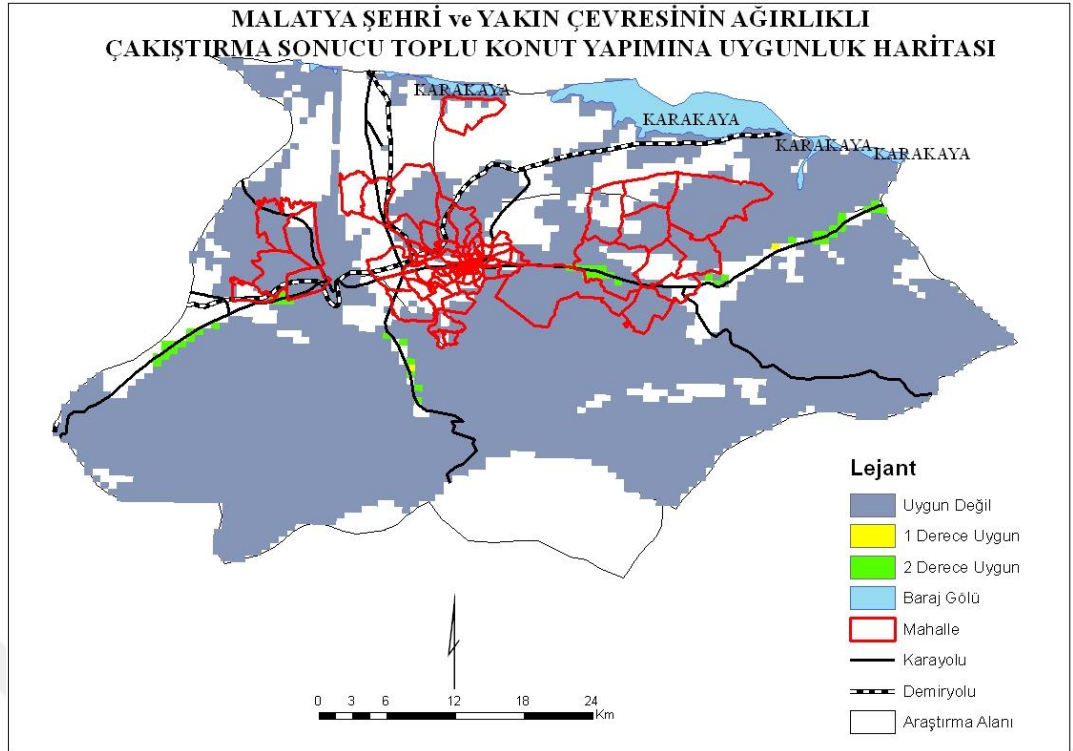 MALATYA ŞEHRİ ve YAKIN ÇEVRESİNİN AĞIRLIKLI
ÇAKIŞTIRMA SONUCU TOPLU KONUT YAPIMINA UYGUNLUK HARİTASI
KARAKAYA
KARAKAYA
KARAKAYA
KARAKAYA
Lejant
Uygun Değil
1 Derece Uygun
2 Derece Uygun
Baraj Gölü
Mahalle
Karayolu
Demiryolu
Araştırma Alanı
0 3 6 12 18 24
Km